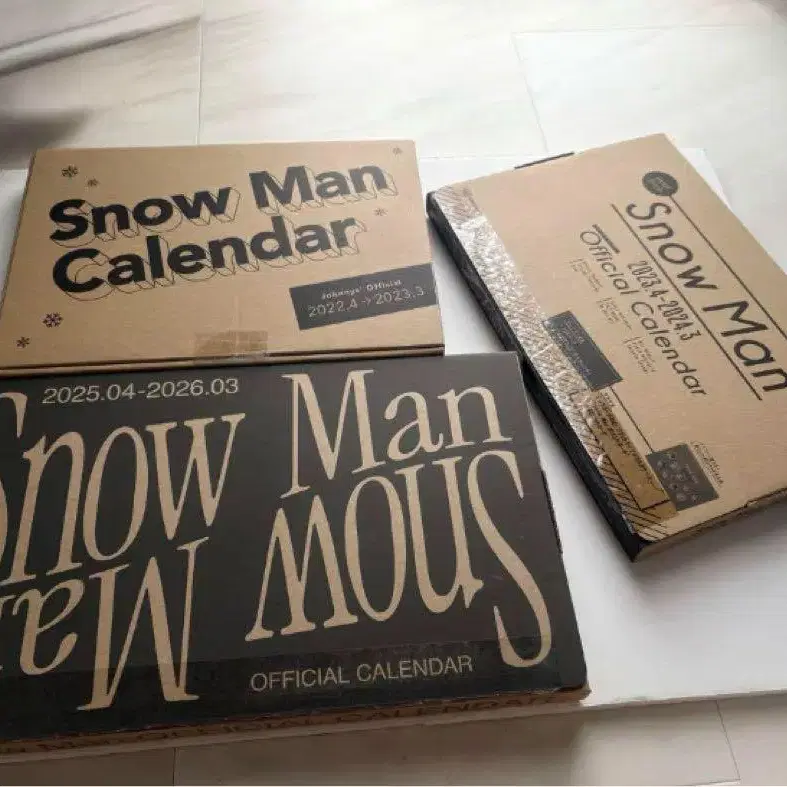 Snow Man
Calendar
Johnnys' Official
2022.4→2023.3
Snow Man
2023.4-2024.3
Official Calendar
2025.04-2026.03
Snow Man
Snow Man
OFFICIAL CALENDAR